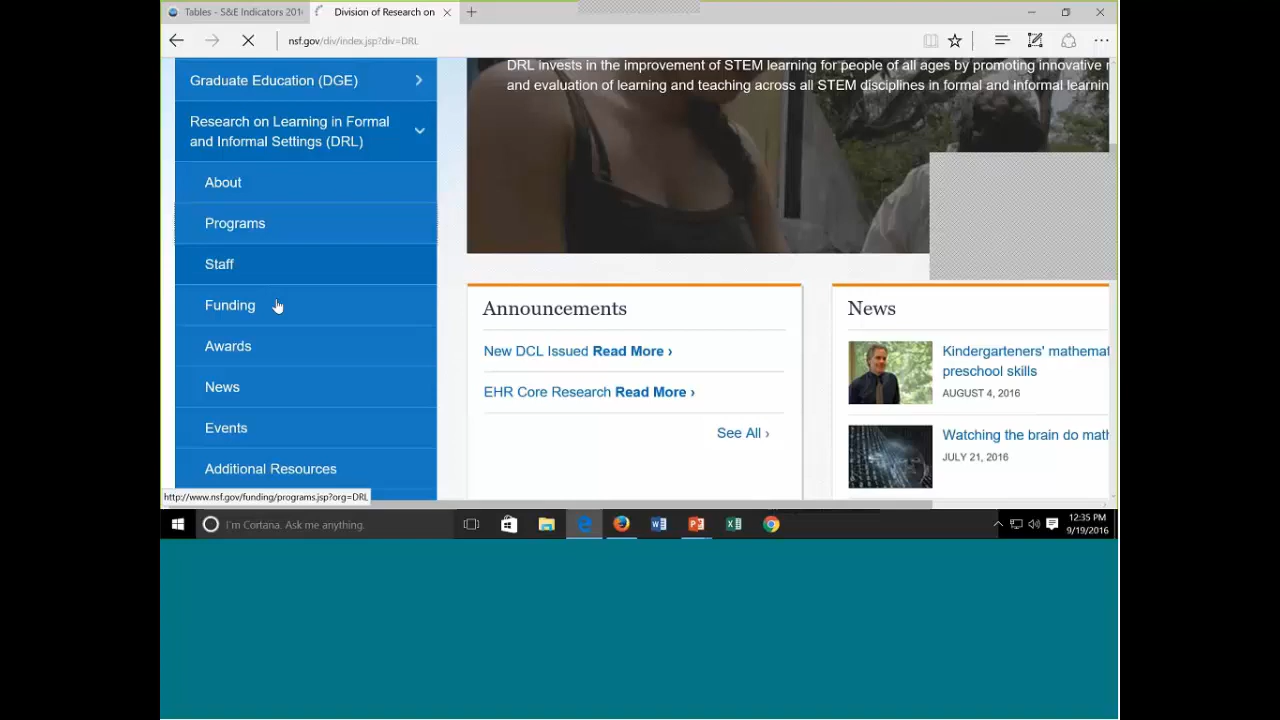 Tables - S&E Indicators 201
Division of Research on
nsf.gov/div/index.jsp?div=DRL
Graduate Education (DGE)
Research on Learning in Formal
and Informal Settings (DRL)
About
Programs
Staff
Funding
Awards
News
Events
Additional Resources
http://www.nsf.gov/funding/programs.jsp?org=DRL
DRL invests in the improvement of STEM learning for people of all ages by promoting innovative r
and evaluation of learning and teaching across all STEM disciplines in formal and informal learnin
Announcements
New DCL Issued Read More ›
EHR Core Research Read More ›
See All ›
News
Kindergarteners' mathemat
preschool skills
AUGUST 4, 2016
Watching the brain do math
JULY 21, 2016
I'm Cortana. Ask me anything.
12:35 PM
9/19/2016